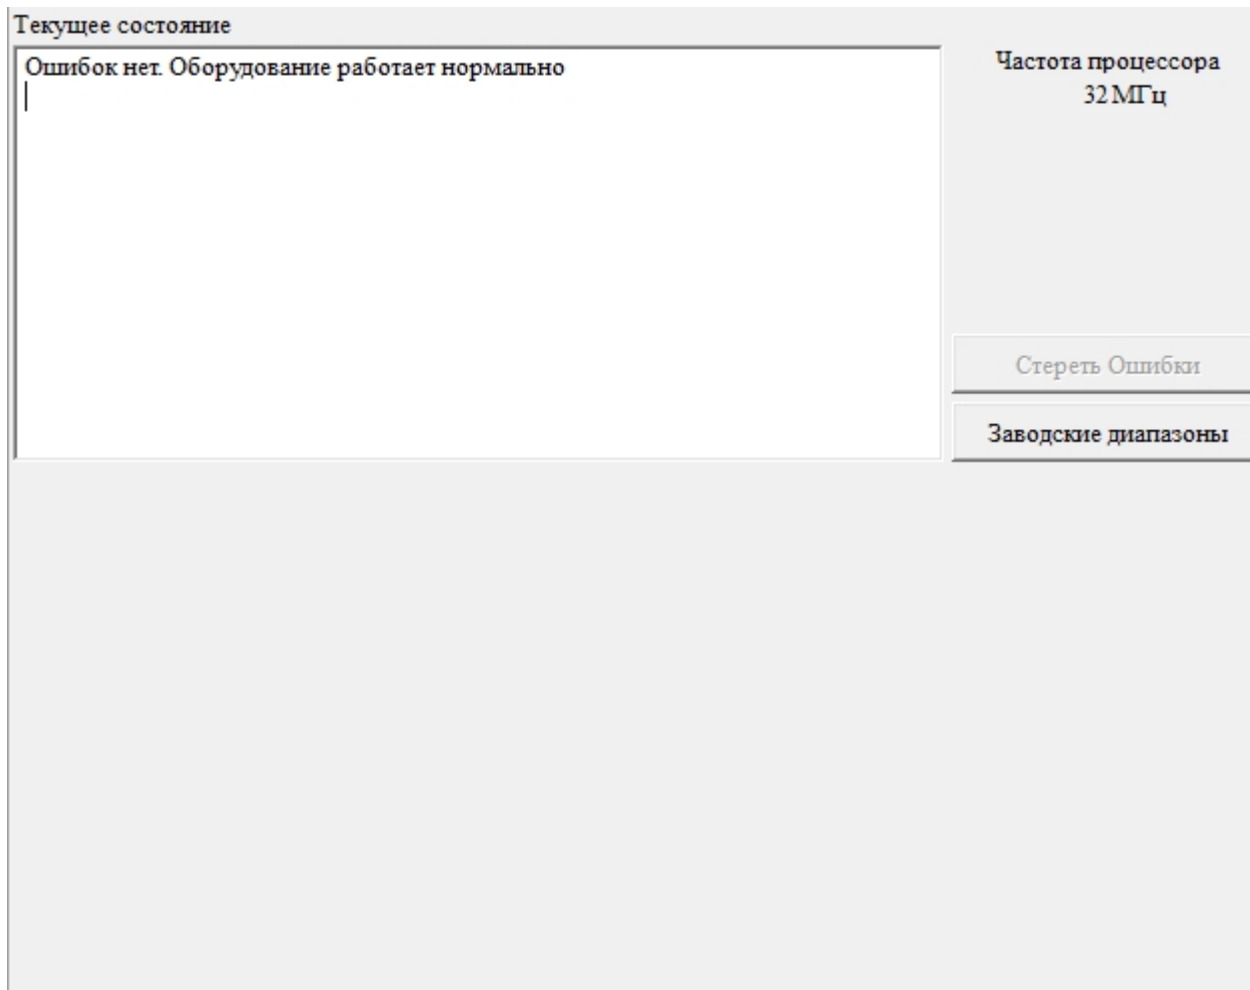 Текущее состояние
Ошибок нет. Оборудование работает нормально
Частота процессора
32 МГц
Стереть Ошибки
Заводские диапазоны